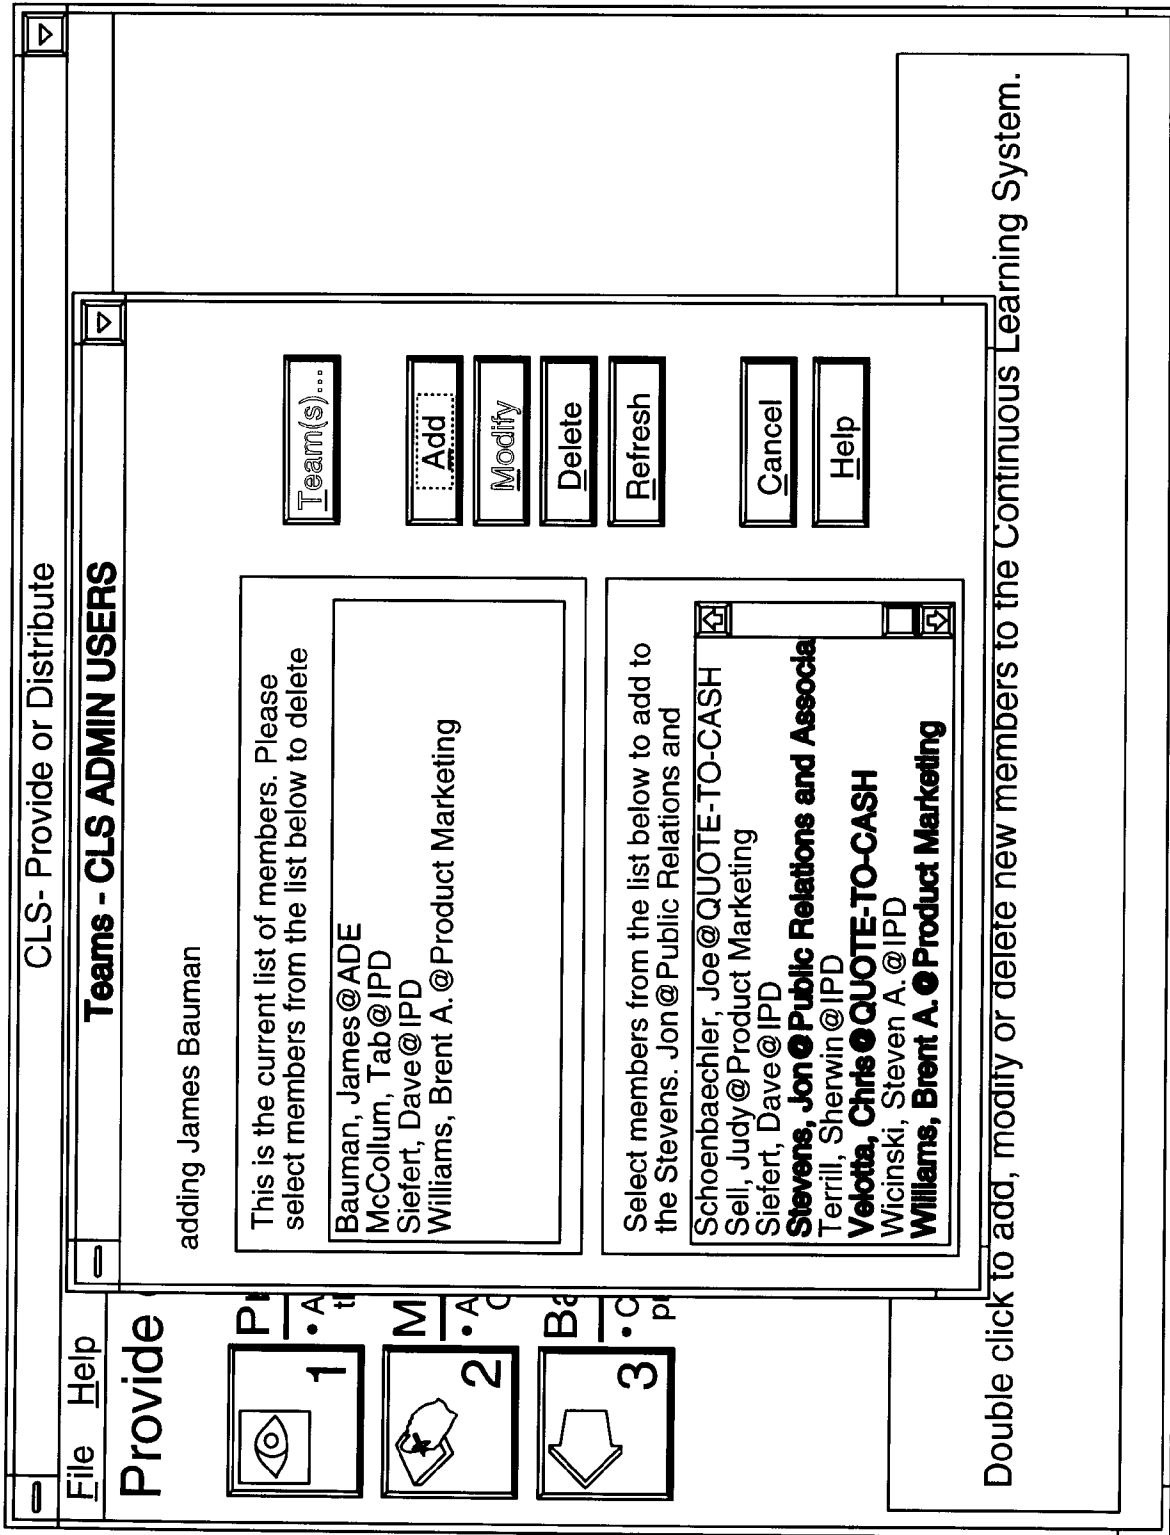 CLS- Provide or Distribute
File Help
Provide
Teams - CLS ADMIN USERS
adding James Bauman
This is the current list of members. Please
select members from the list below to delete
Bauman, James@ADE
McCollum, Tab@IPD
Siefert, Dave@IPD
Williams, Brent A.@Product Marketing
Select members from the list below to add to
the Stevens. Jon@Public Relations and
Schoenbaechler, Joe@QUOTE-TO-CASH
Sell, Judy@Product Marketing
Siefert, Dave@IPD
Stevens, Jon@Public Relations and Associa
Terrill, Sherwin@IPD
Velotta, Chris@QUOTE-TO-CASH
Wicinski, Steven A.@IPD
Williams, Brent A.@Product Marketing
Team(s)...
Add
Modify
Delete
Refresh
Cancel
Help
1
2
M
• A
3
Ba
• C
Double click to add, modify or delete new members to the Continuous Learning System.